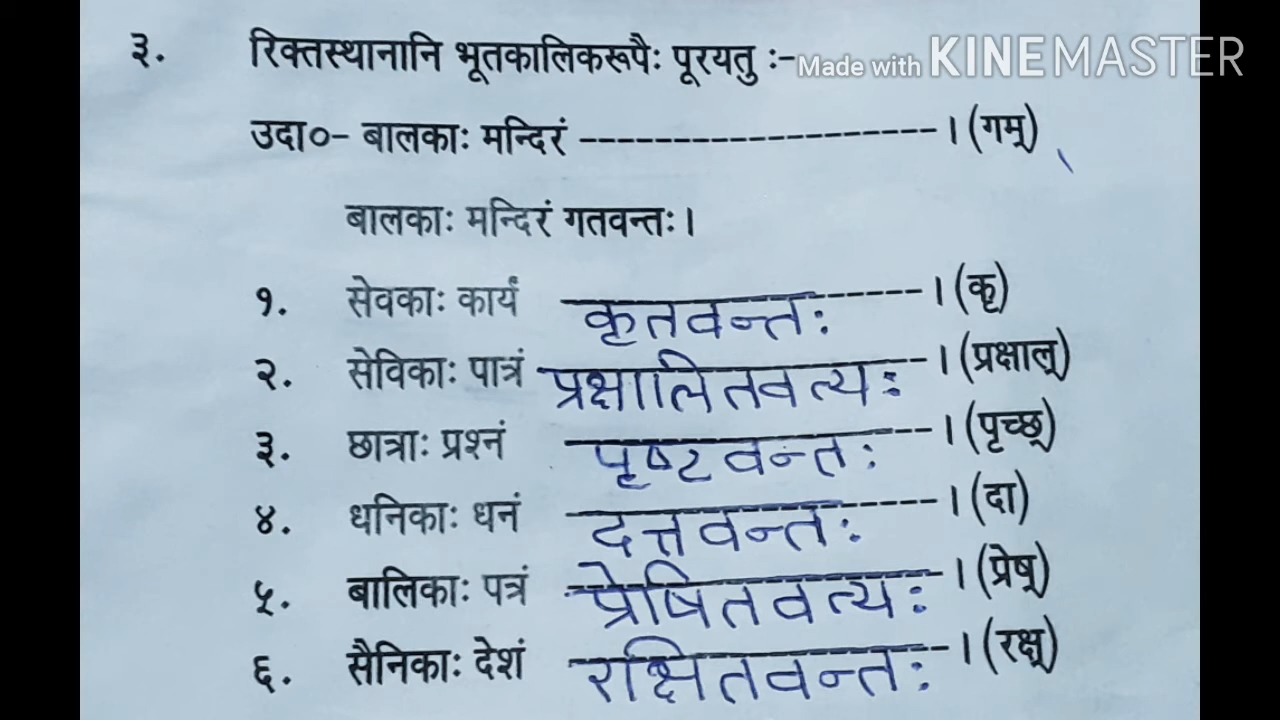 ३. रिक्तस्थानानि भूतकालिकरूपैः पूरयतु :- Made with KINEMASTER
उदा०- बालकाः मन्दिरं ------------------- । (गम्)
बालकाः मन्दिरं गतवन्तः।
१. सेवकाः कार्यं कृतवन्तः । (कृ)
२. सेविकाः पात्रं प्रक्षालितवत्यः । (प्रक्षाल्)
३. छात्राः प्रश्नं पृष्टवन्तः । (पृच्छ्)
४. धनिकाः धनं दत्तवन्तः । (दा)
५. बालिकाः पत्रं प्रेषितवत्यः । (प्रेष्)
६. सैनिकाः देशं रक्षितवन्तः । (रक्ष्)